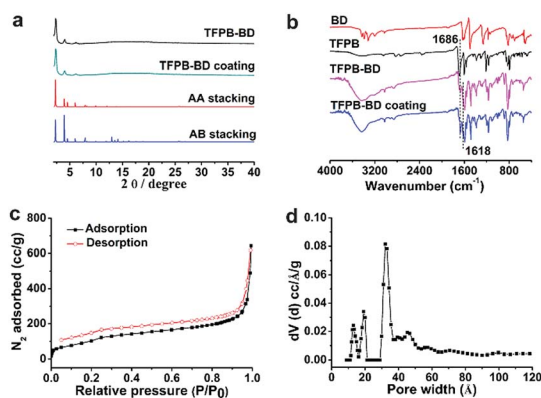 a
TFPB-BD
TFPB-BD coating
AA stacking
AB stacking
0 5 10 15 20 25 30 35 40
2 θ / degree
b
BD
1686
TFPB
TFPB-BD
TFPB-BD coating
1618
4000 3200 2400 1600 800
Wavenumber (cm⁻¹)
c
800
600
400
200
0
Adsorption
Desorption
N₂ adsorbed (cc/g)
0.0 0.2 0.4 0.6 0.8 1.0
Relative pressure (P/P₀)
d
0.10
0.08
0.06
0.04
0.02
0.00
dV (d) cc/Å/g
0 20 40 60 80 100 120
Pore width (Å)